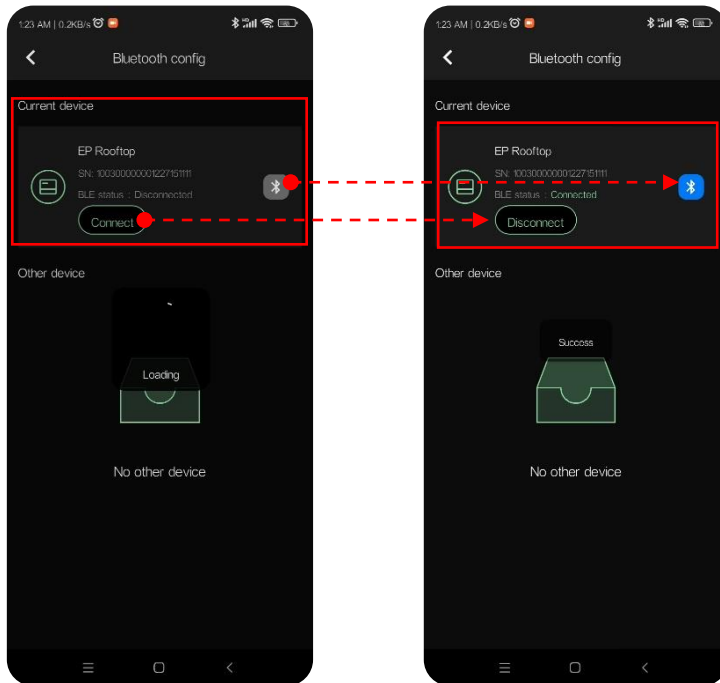 1:23 AM | 0.2KB/s
Bluetooth config
Current device
EP Rooftop
SN: 10030000001227151111
BLE status : Disconnected
Connect
Other device
Loading
No other device
1:23 AM | 0.2KB/s
Bluetooth config
Current device
EP Rooftop
SN: 10030000001227151111
BLE status : Connected
Disconnect
Other device
Success
No other device